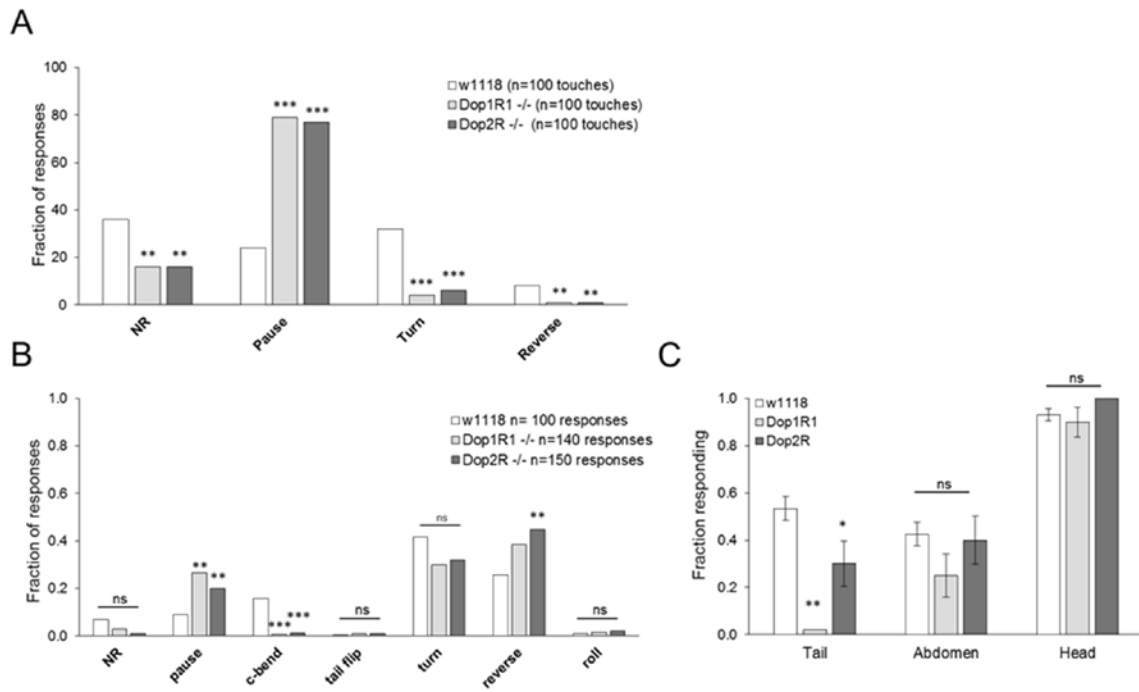 A
100
80
60
40
20
0
Fraction of responses
w1118 (n=100 touches)
Dop1R1 -/- (n=100 touches)
Dop2R -/- (n=100 touches)
** **
*** ***
*** ***
** **
NR Pause Turn Reverse
B
1.0
0.8
0.6
0.4
0.2
0.0
Fraction of responses
w1118 n= 100 responses
Dop1R1 -/- n=140 responses
Dop2R -/- n=150 responses
ns
** **
*** ***
ns
ns
**
ns
NR pause c-bend tail flip turn reverse roll
C
1.0
0.8
0.6
0.4
0.2
0.0
Fraction responding
w1118
Dop1R1
Dop2R
** *
ns
ns
Tail Abdomen Head